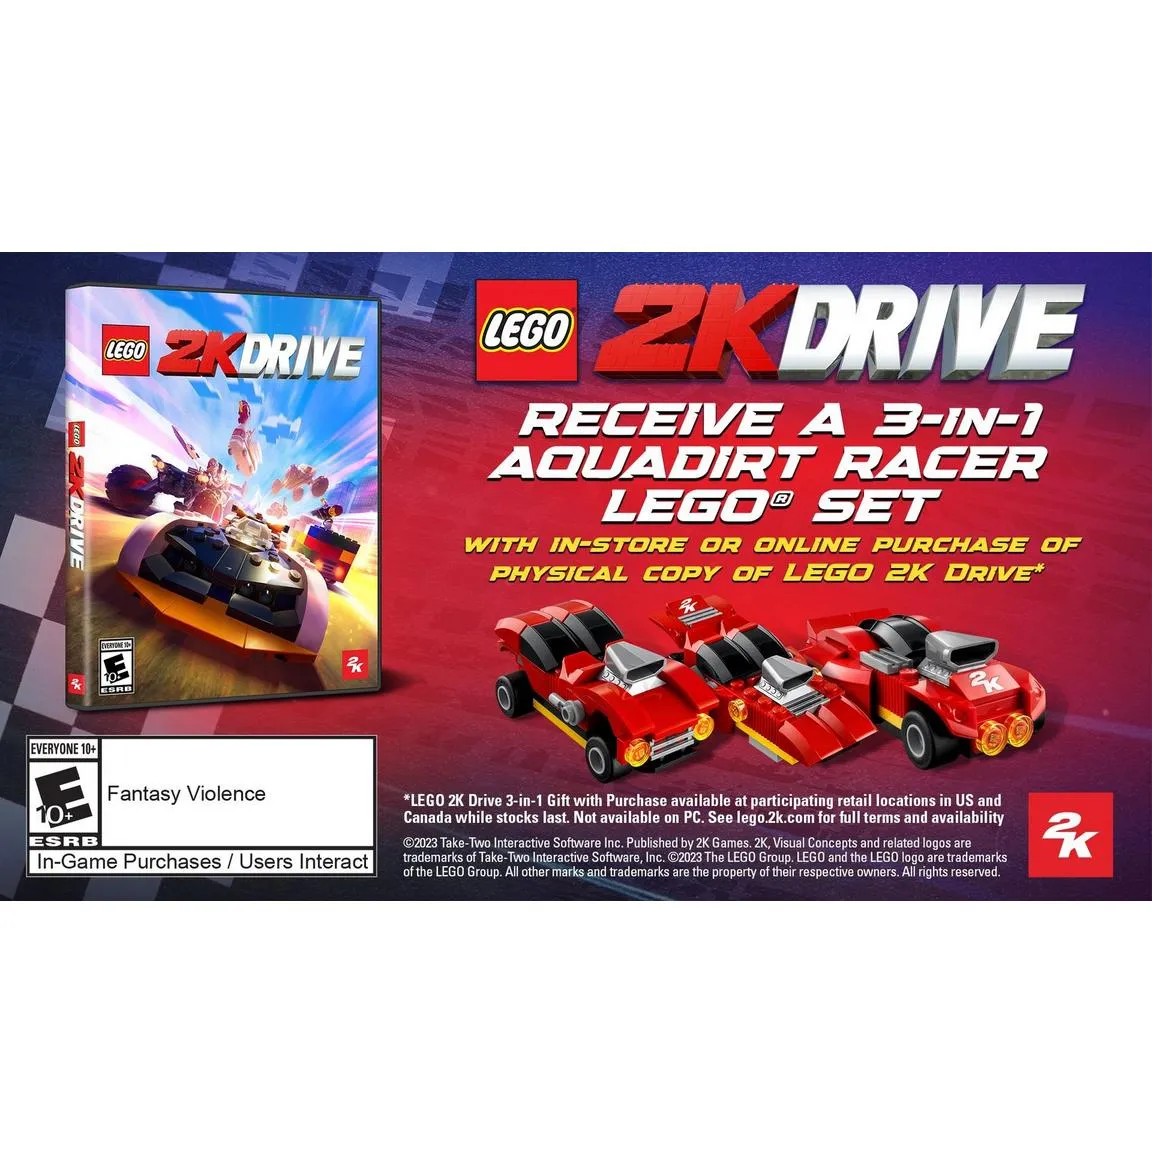 LEGO 2KDRIVE
LEGO 2KDRIVE
EVERYONE 10+
E
10+
ESRB
2K
2K
LEGO 2KDRIVE
RECEIVE A 3-IN-1
AQUADIRT RACER
LEGO® SET
WITH IN-STORE OR ONLINE PURCHASE OF
PHYSICAL COPY OF LEGO 2K DRIVE*
2K
2K
EVERYONE 10+
E
10+
ESRB
Fantasy Violence
In-Game Purchases / Users Interact
*LEGO 2K Drive 3-in-1 Gift with Purchase available at participating retail locations in US and
Canada while stocks last. Not available on PC. See lego.2k.com for full terms and availability
©2023 Take-Two Interactive Software Inc. Published by 2K Games. 2K, Visual Concepts and related logos are
trademarks of Take-Two Interactive Software, Inc. ©2023 The LEGO Group. LEGO and the LEGO logo are trademarks
of the LEGO Group. All other marks and trademarks are the property of their respective owners. All rights reserved.
2K